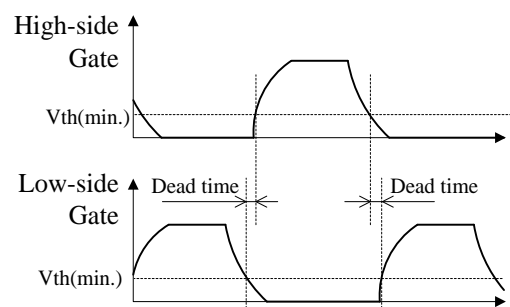 High-side
Gate
Vth(min.)
Low-side
Gate
Dead time
Dead time
Vth(min.)